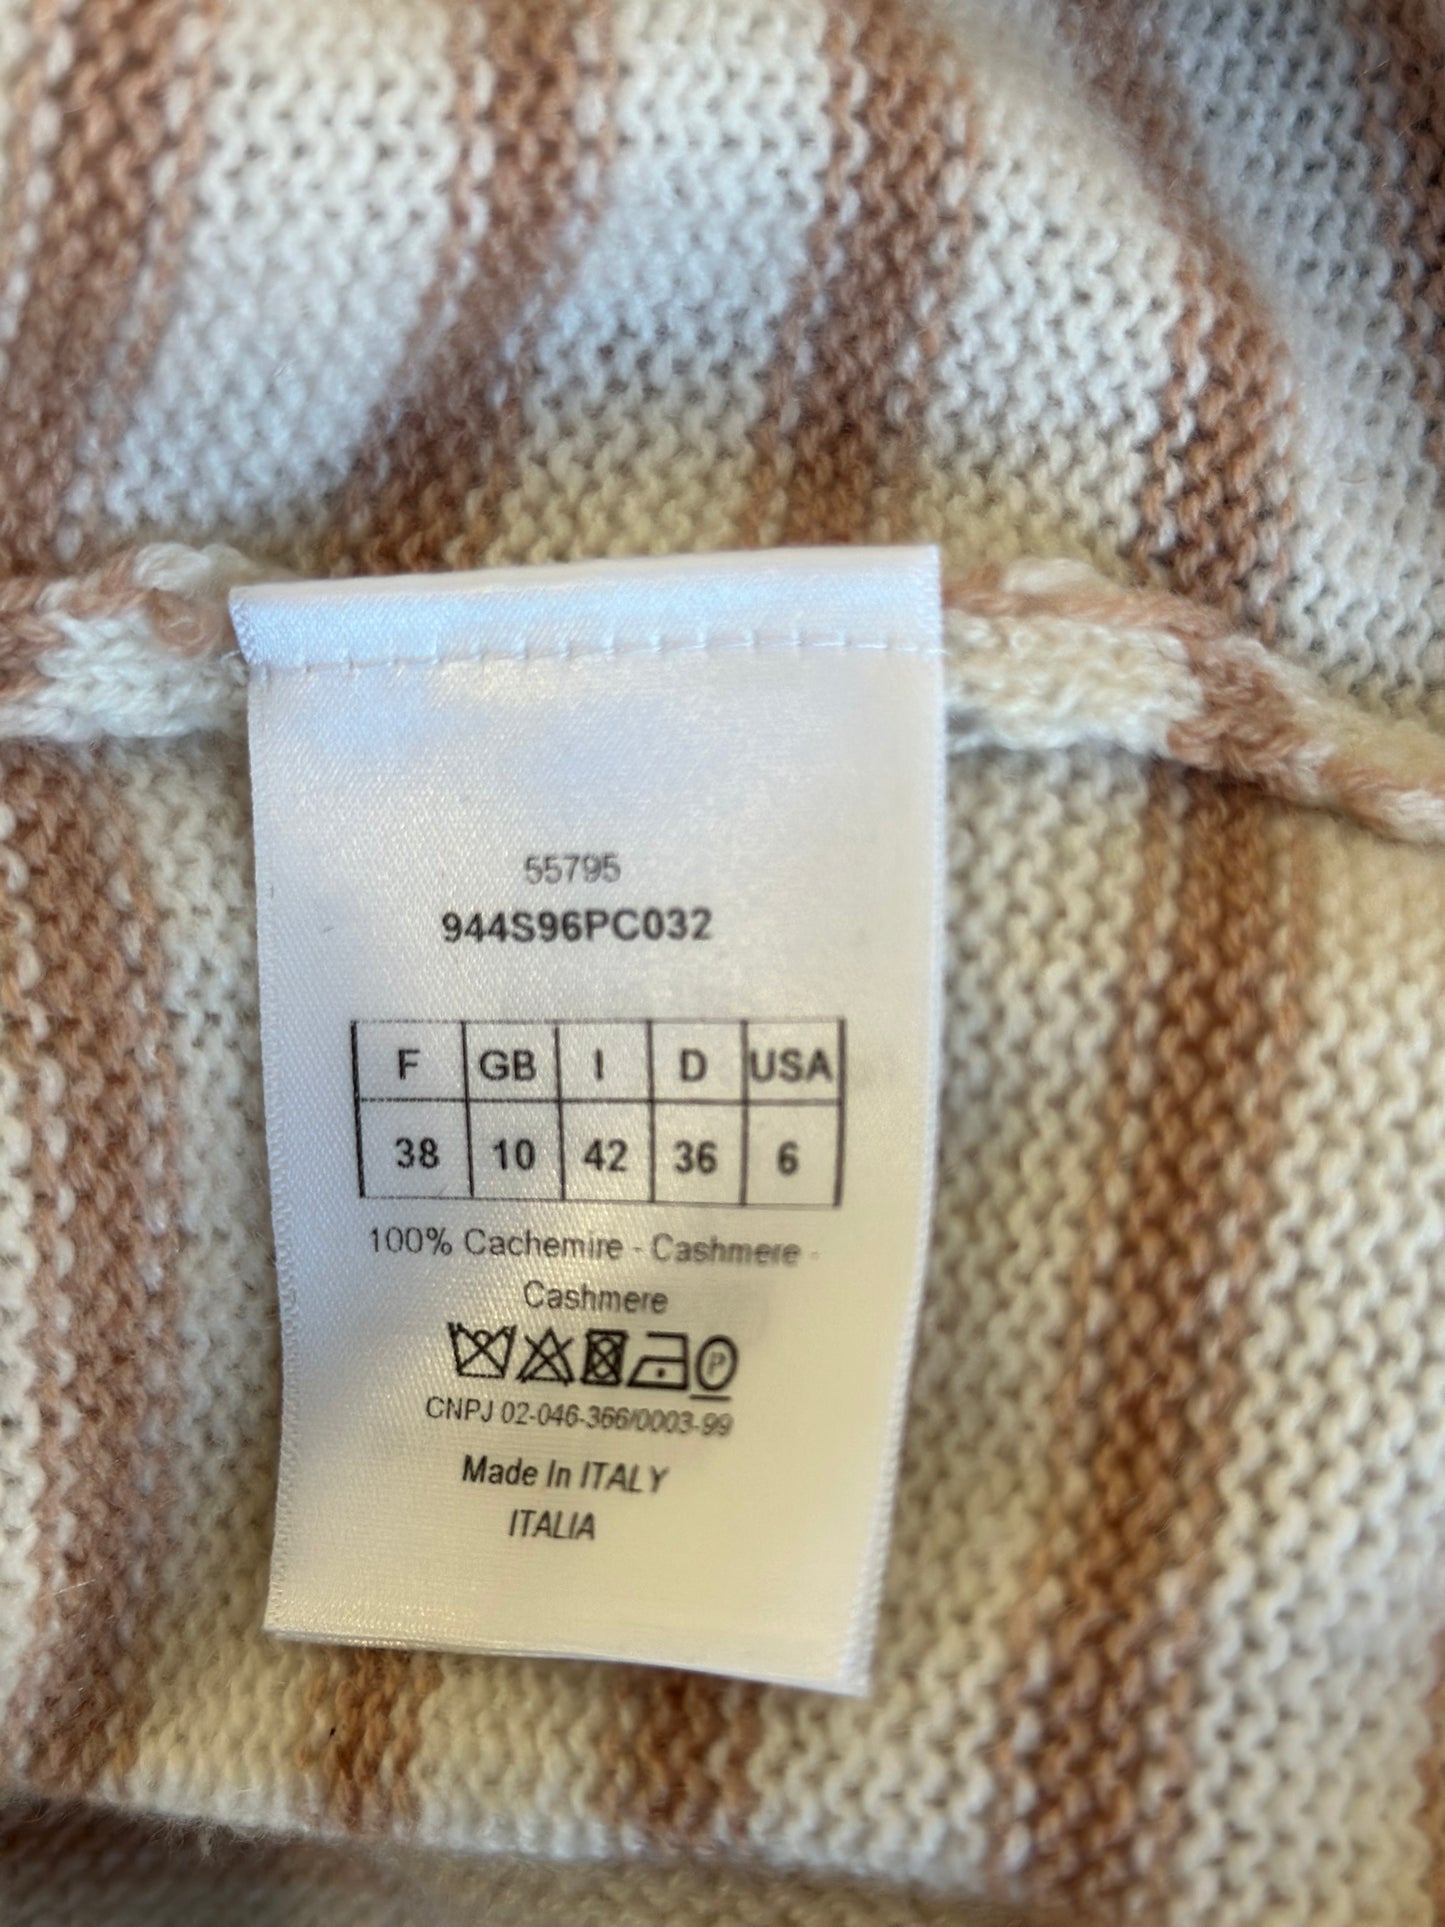 55795
944S96PC032
F GB I D USA
38 10 42 36 6
100% Cachemire - Cashmere -
Cashmere
P
CNPJ 02-046-366/0003-99
Made In ITALY
ITALIA